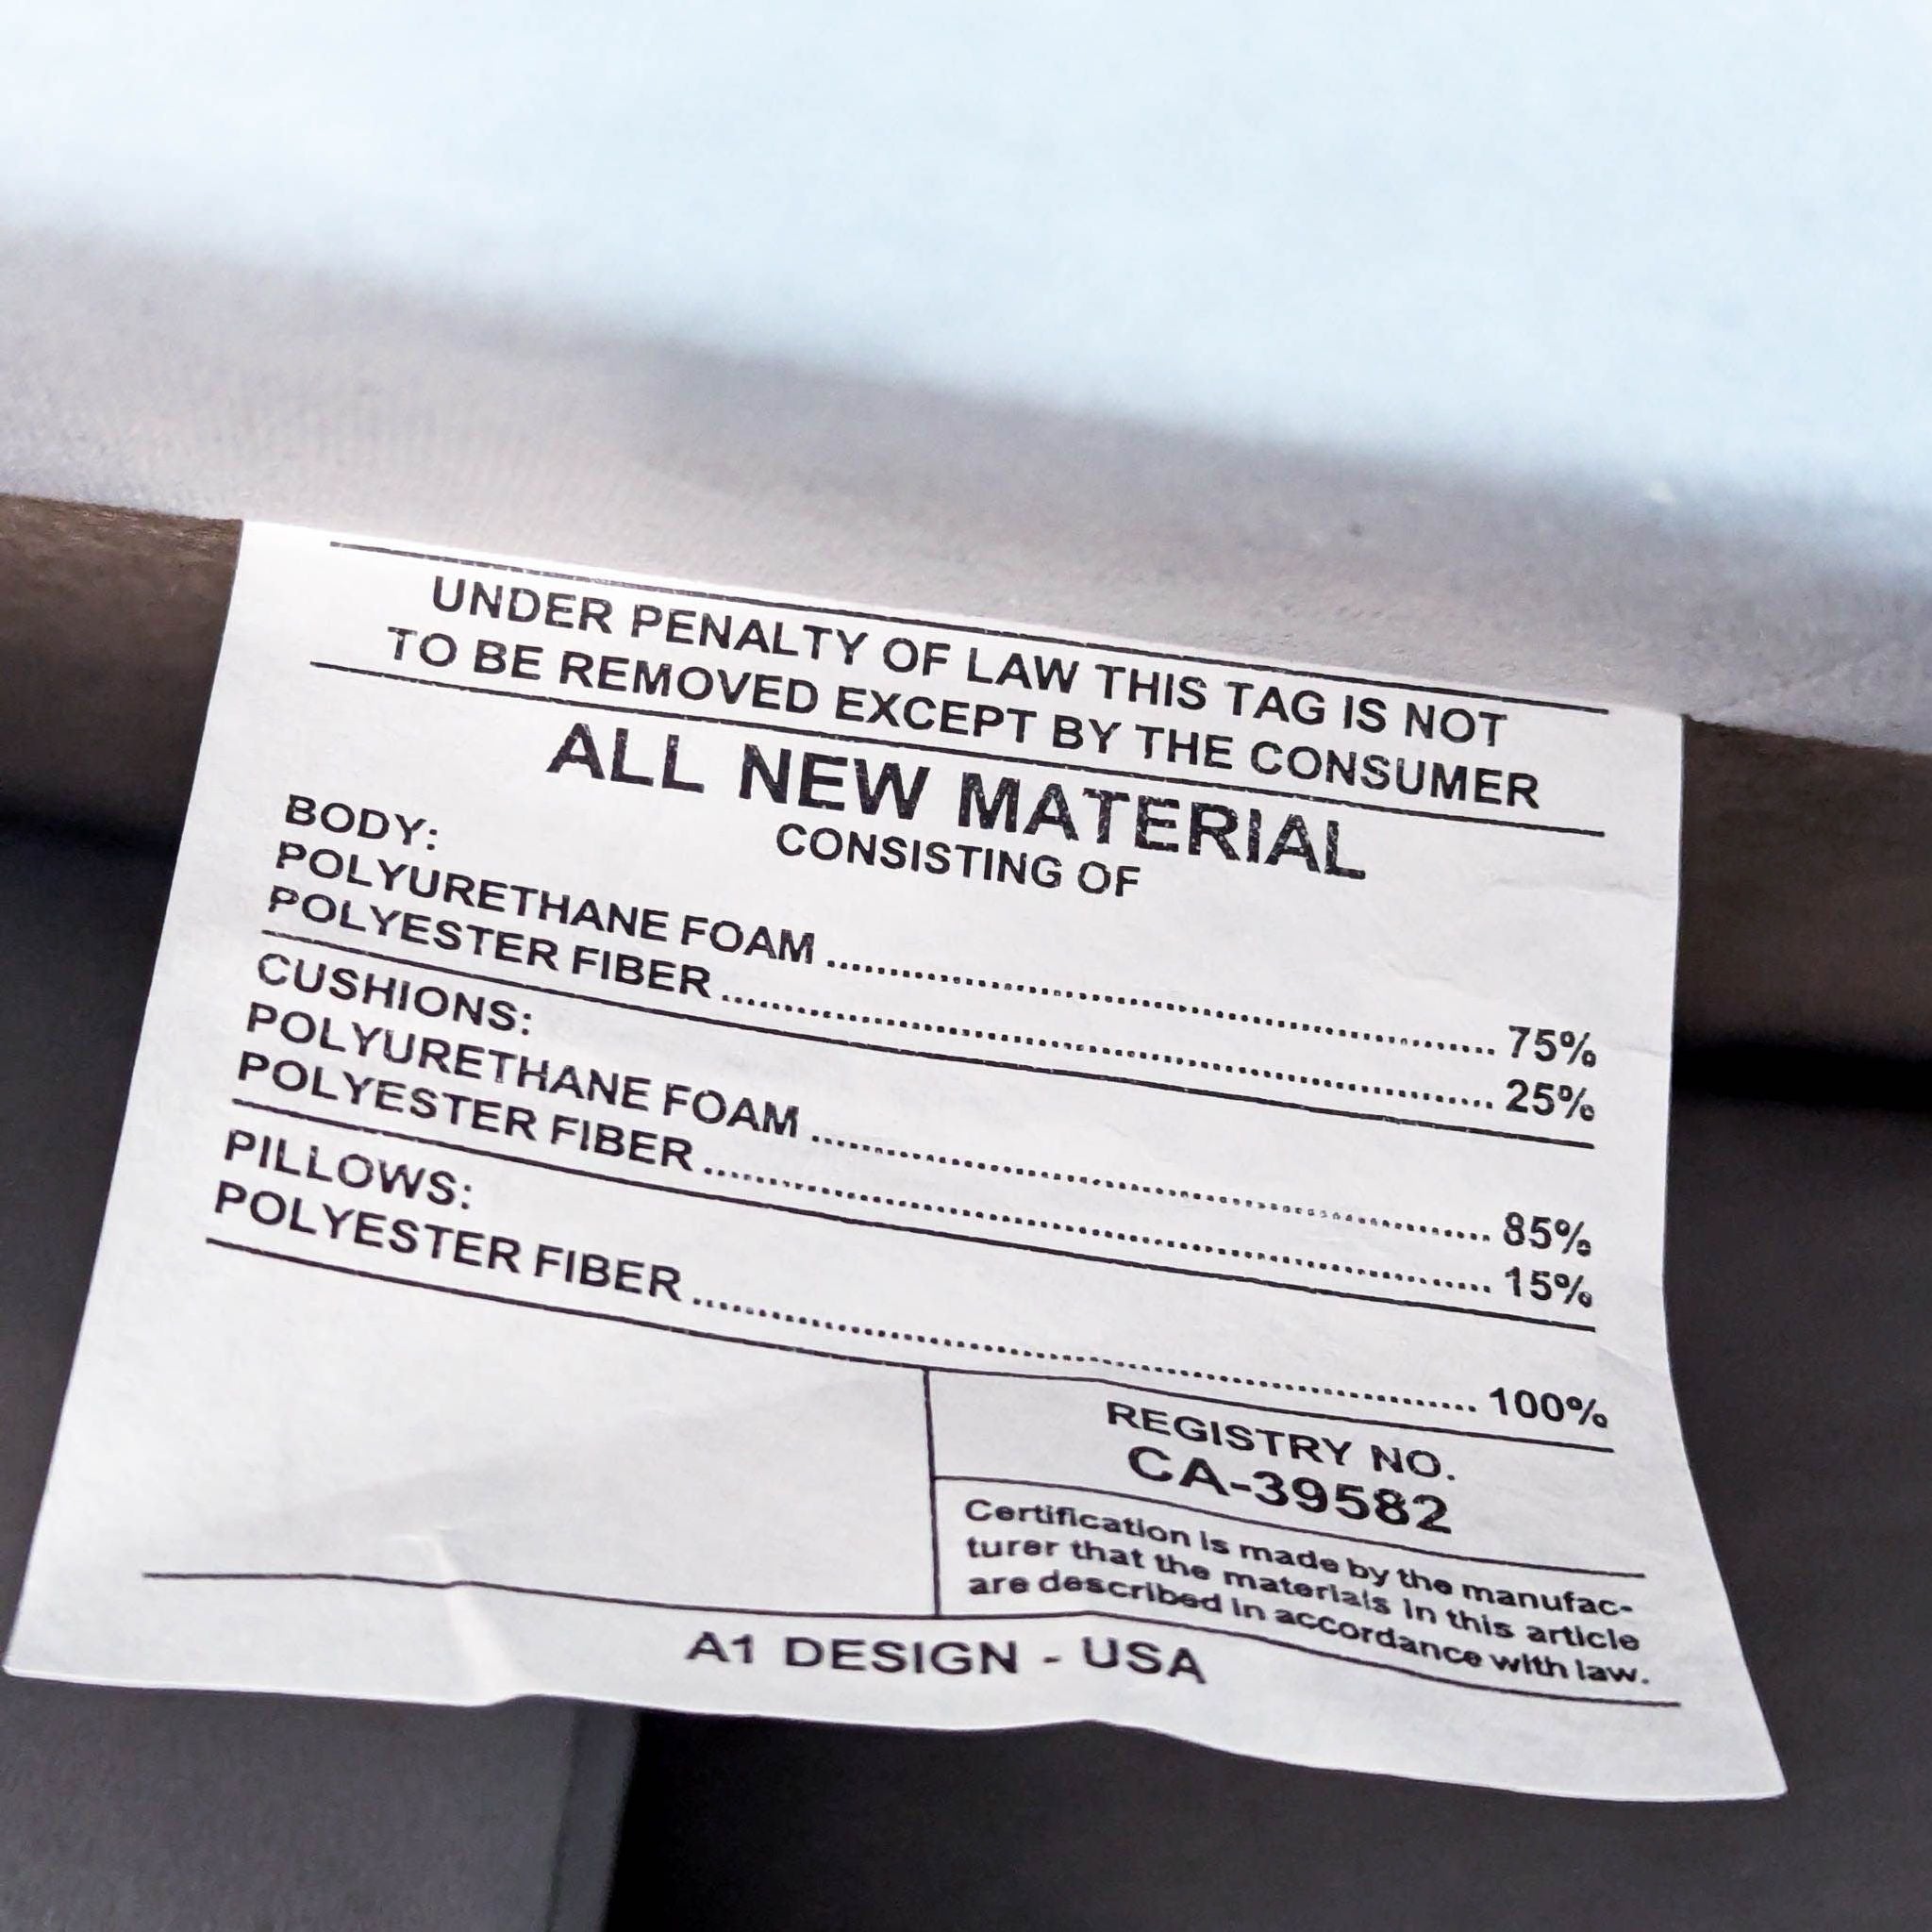 UNDER PENALTY OF LAW THIS TAG IS NOT
TO BE REMOVED EXCEPT BY THE CONSUMER
ALL NEW MATERIAL
CONSISTING OF
BODY:
POLYURETHANE FOAM ........................................ 75%
POLYESTER FIBER ........................................ 25%
CUSHIONS:
POLYURETHANE FOAM ........................................ 85%
POLYESTER FIBER ........................................ 15%
PILLOWS:
POLYESTER FIBER ........................................ 100%
REGISTRY NO.
CA-39582
Certification is made by the manufac-
turer that the materials in this article
are described in accordance with law.
A1 DESIGN - USA